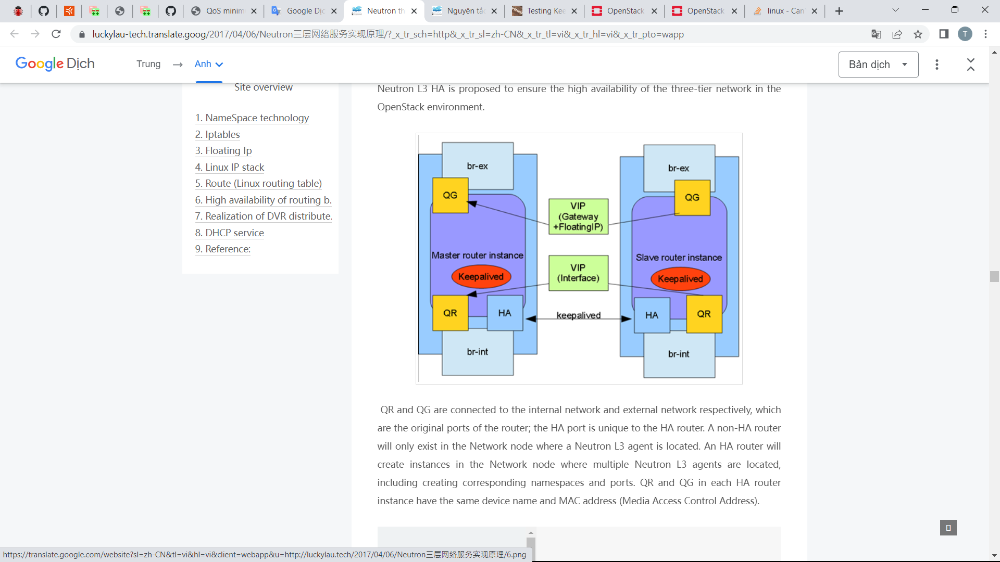 QoS minim
Google Dịc
Neutron th
Nguyên tắc
Testing Kee
OpenStack
OpenStack
linux - Can'
luckylau-tech.translate.goog/2017/04/06/Neutron三层网络服务实现原理/?_x_tr_sch=http&_x_tr_sl=zh-CN&_x_tr_tl=vi&_x_tr_hl=vi&_x_tr_pto=wapp
T
Google Dịch
Trung → Anh
Bản dịch
Site overview
1. NameSpace technology
2. Iptables
3. Floating Ip
4. Linux IP stack
5. Route (Linux routing table)
6. High availability of routing b.
7. Realization of DVR distribute.
8. DHCP service
9. Reference:
Neutron L3 HA is proposed to ensure the high availability of the three-tier network in the
OpenStack environment.
br-ex
QG
Master router instance
Keepalived
QR
HA
br-int
VIP
(Gateway
+FloatingIP)
VIP
(Interface)
keepalived
br-ex
QG
Slave router instance
Keepalived
HA
QR
br-int
QR and QG are connected to the internal network and external network respectively, which
are the original ports of the router; the HA port is unique to the HA router. A non-HA router
will only exist in the Network node where a Neutron L3 agent is located. An HA router will
create instances in the Network node where multiple Neutron L3 agents are located,
including creating corresponding namespaces and ports. QR and QG in each HA router
instance have the same device name and MAC address (Media Access Control Address).
https://translate.google.com/website?sl=zh-CN&tl=vi&hl=vi&client=webapp&u=http://luckylau.tech/2017/04/06/Neutron三层网络服务实现原理/6.png